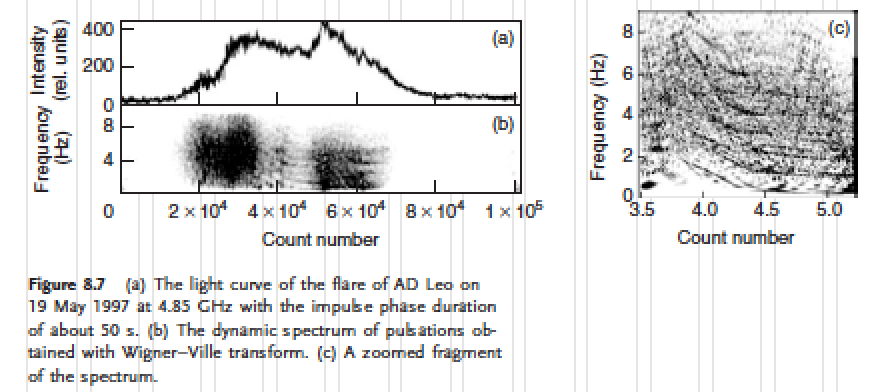 400
200
0
Intensity
(rel. units)
(a)
8
4
Frequency
(Hz)
(b)
0 2 × 10⁴ 4 × 10⁴ 6 × 10⁴ 8 × 10⁴ 1 × 10⁵
Count number
8
6
4
2
0
Frequency (Hz)
(c)
3.5 4.0 4.5 5.0
Count number
Figure 8.7 (a) The light curve of the flare of AD Leo on
19 May 1997 at 4.85 GHz with the impulse phase duration
of about 50 s. (b) The dynamic spectrum of pulsations ob-
tained with Wigner–Ville transform. (c) A zoomed fragment
of the spectrum.